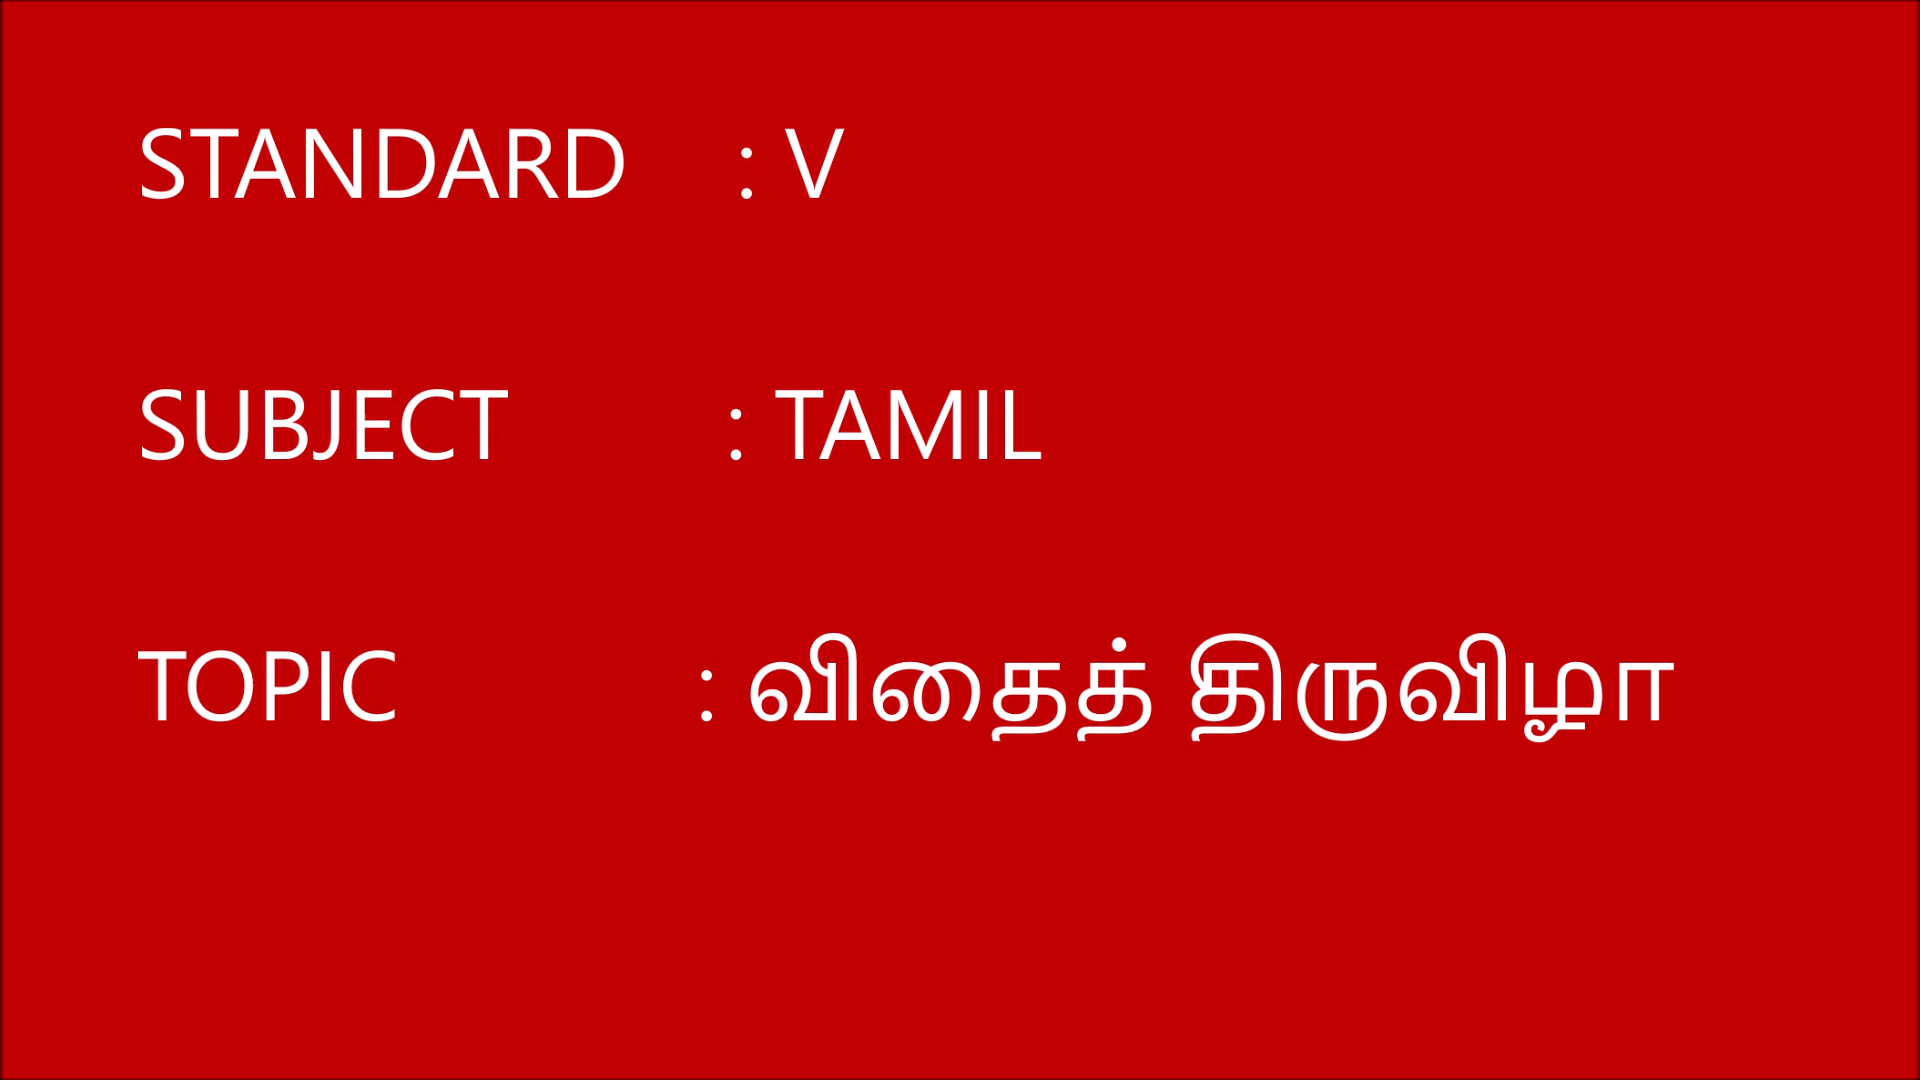 STANDARD : V
SUBJECT : TAMIL
TOPIC : விதைத் திருவிழா